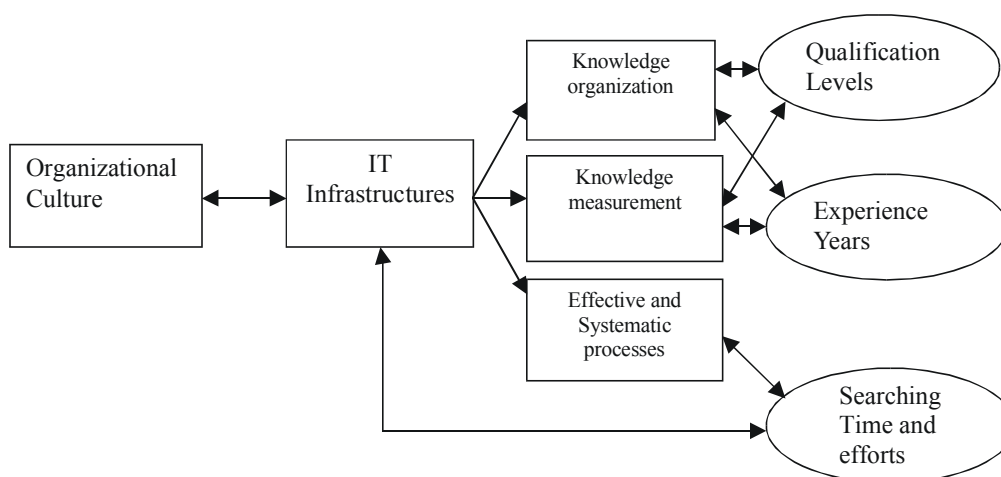 Organizational
Culture
IT
Infrastructures
Knowledge
organization
Knowledge
measurement
Effective and
Systematic
processes
Qualification
Levels
Experience
Years
Searching
Time and
efforts